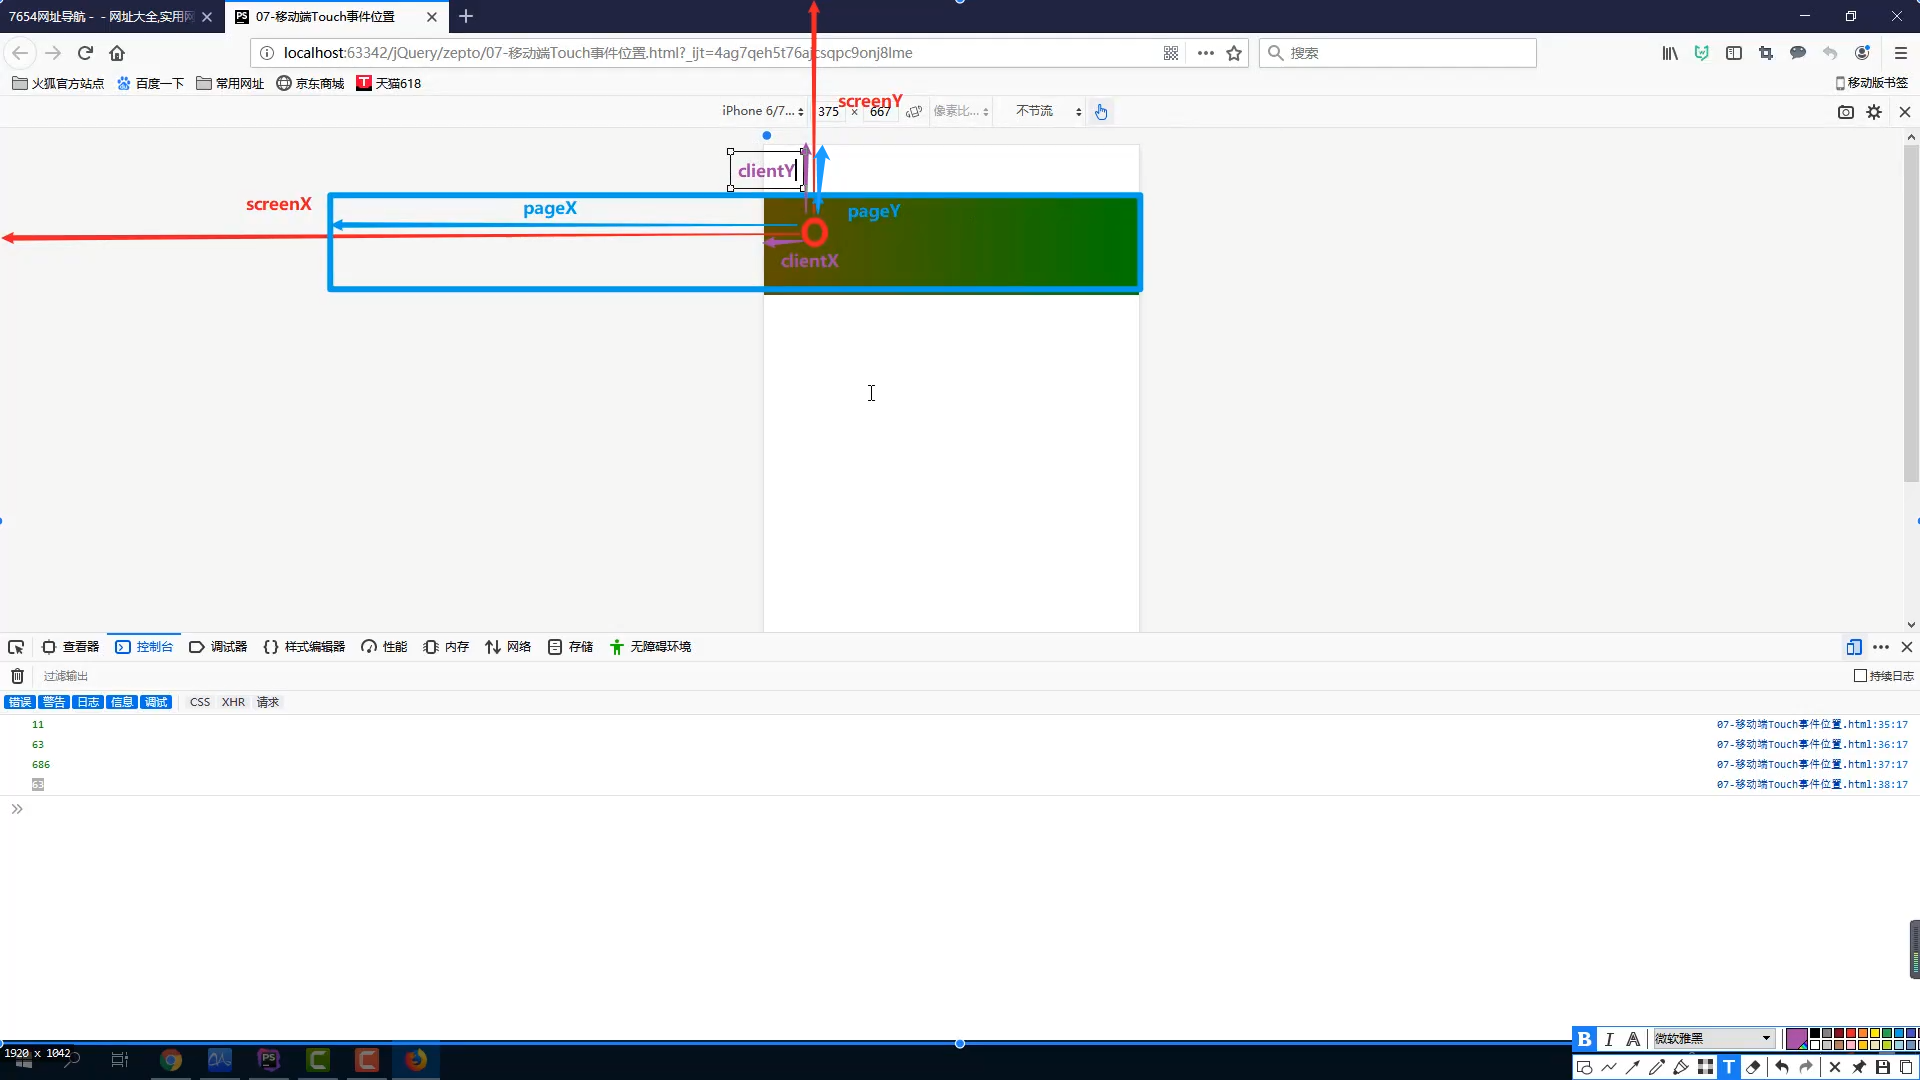 7654网址导航 - - 网址大全,实用网
07-移动端Touch事件位置
localhost:63342/jQuery/zepto/07-移动端Touch事件位置.html?_ijt=4ag7qeh5t76ajcsqpc9onj8lme
搜索
火狐官方站点
百度一下
常用网址
京东商城
天猫618
移动版书签
iPhone 6/7...
375 × 667
像素比...
不节流
screenY
clientY
screenX
pageX
pageY
clientX
查看器
控制台
调试器
样式编辑器
性能
内存
网络
存储
无障碍环境
过滤输出
持续日志
错误 警告 日志 信息 调试 CSS XHR 请求
11 07-移动端Touch事件位置.html:35:17
63 07-移动端Touch事件位置.html:36:17
686 07-移动端Touch事件位置.html:37:17
63 07-移动端Touch事件位置.html:38:17
1920 x 1042
B I A 微软雅黑
T